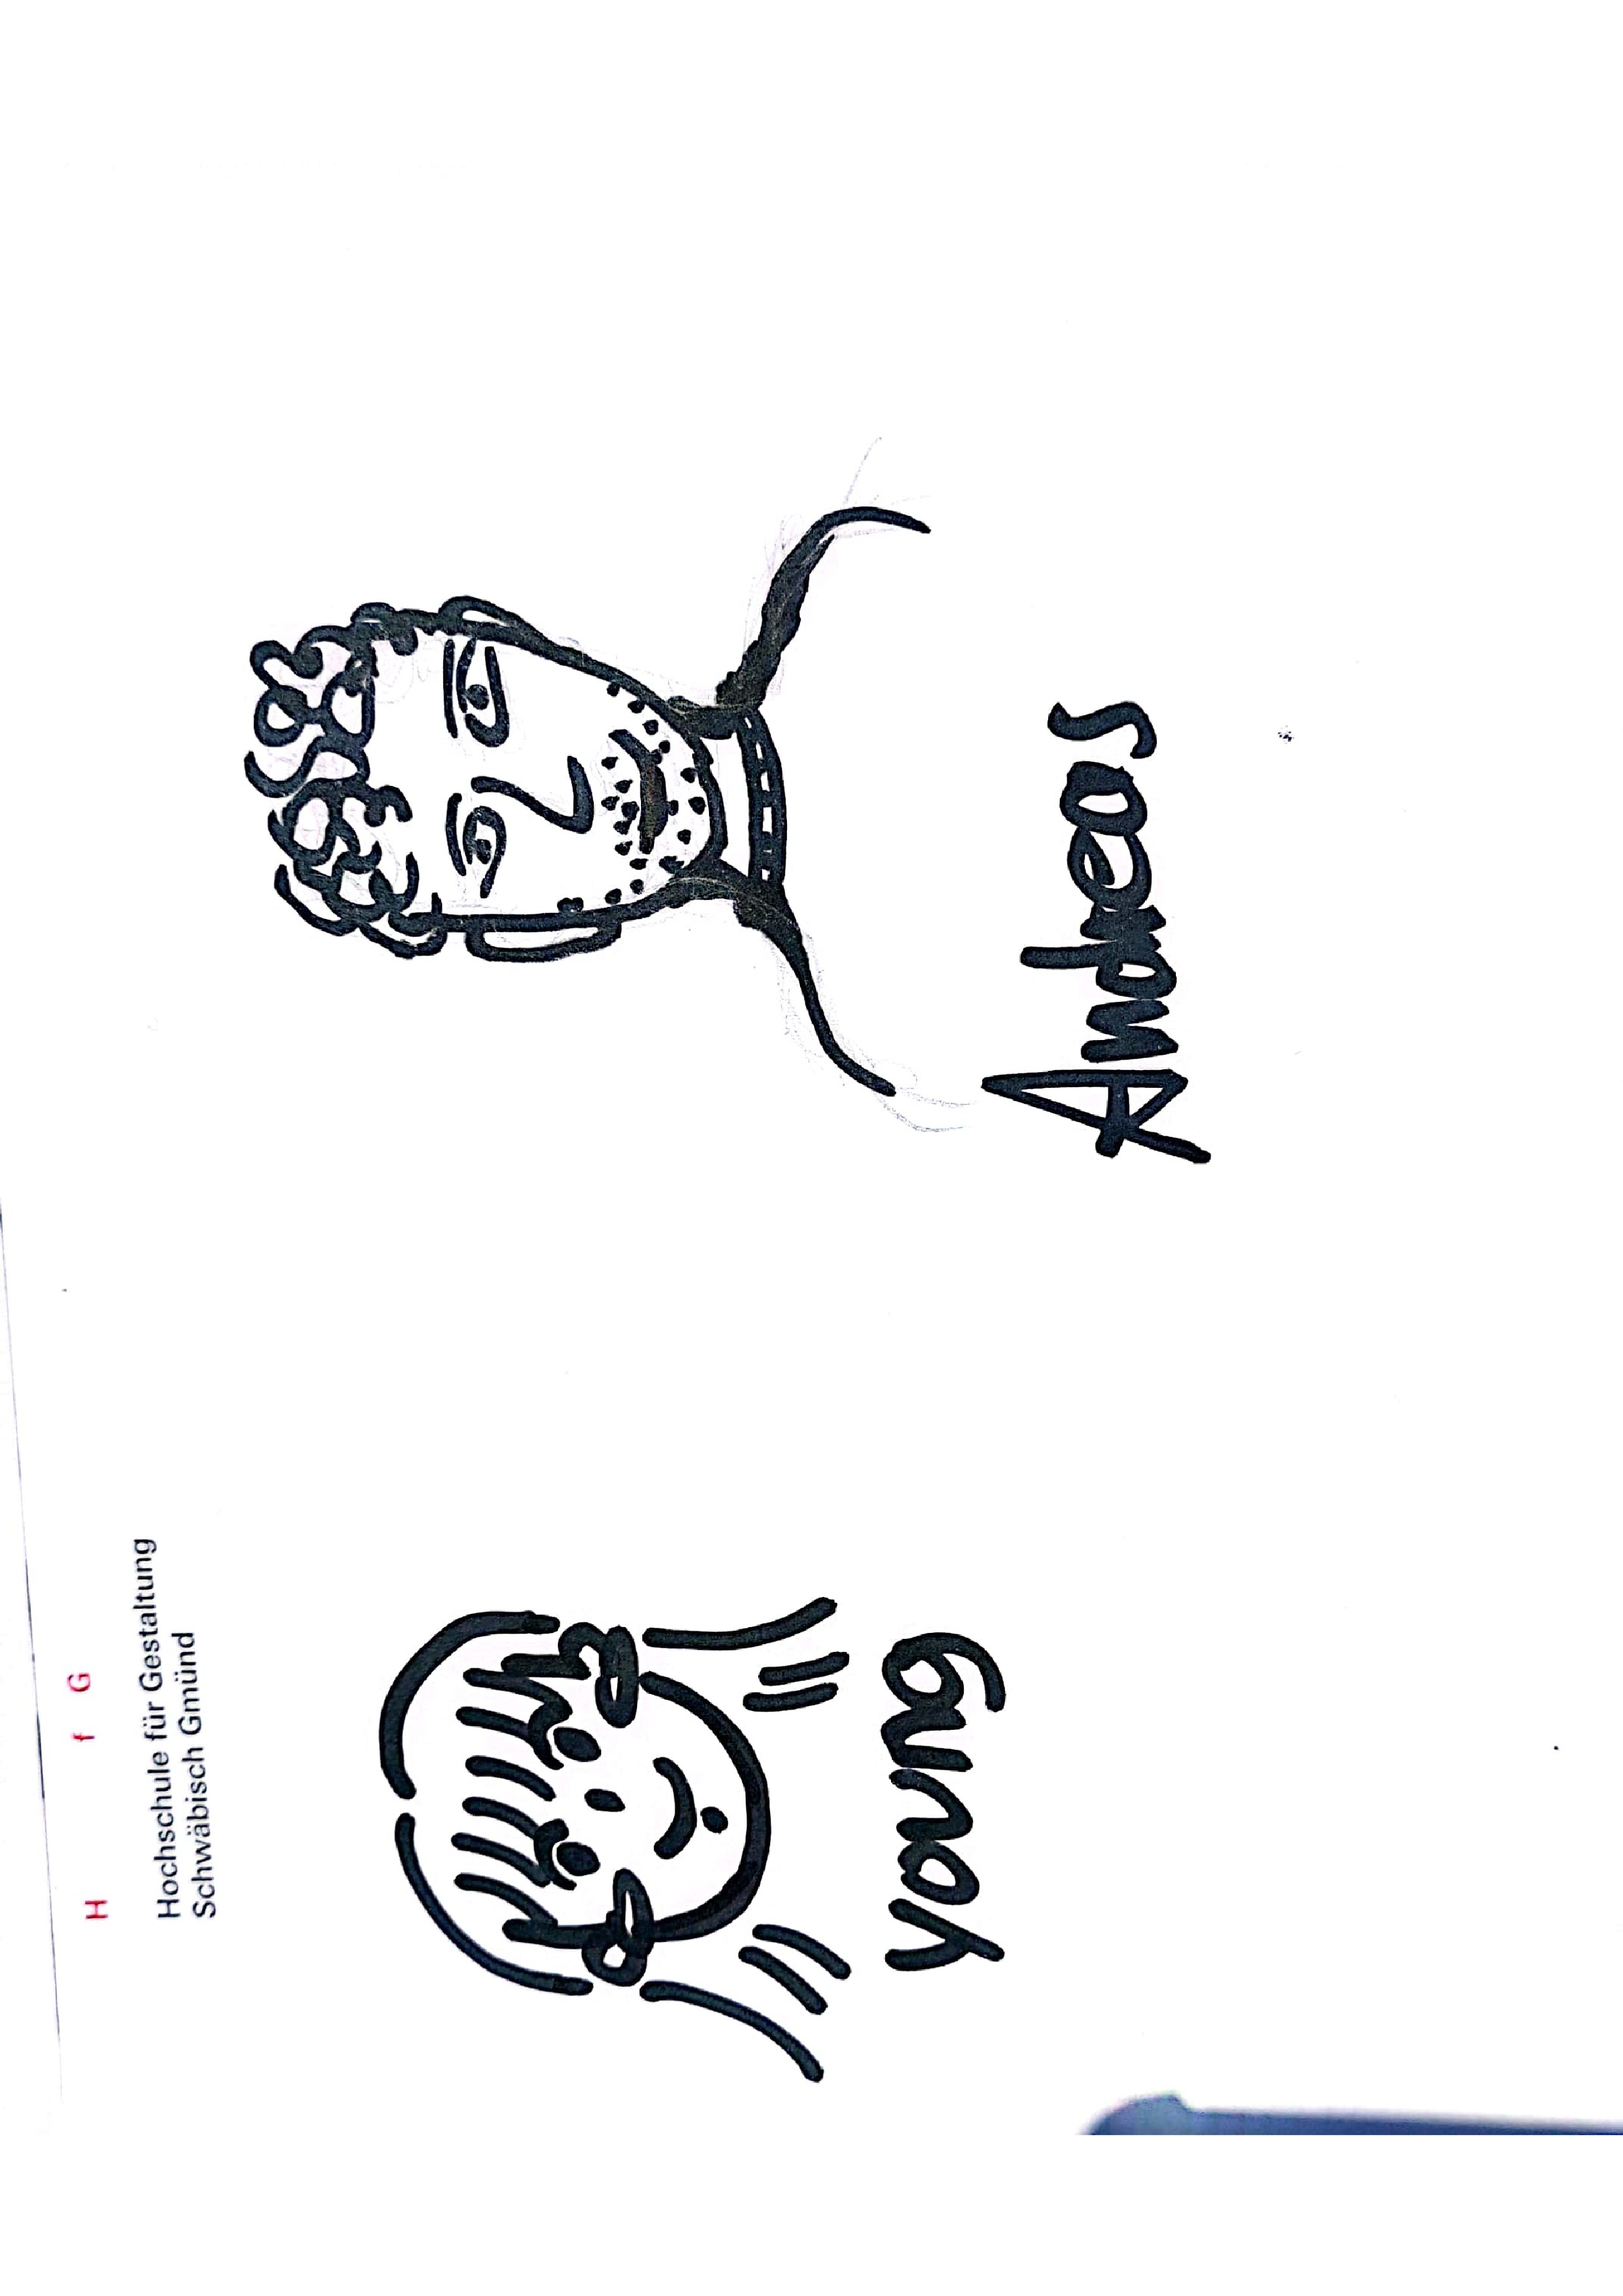 H f G
Hochschule für Gestaltung
Schwäbisch Gmünd
Young
Andreas